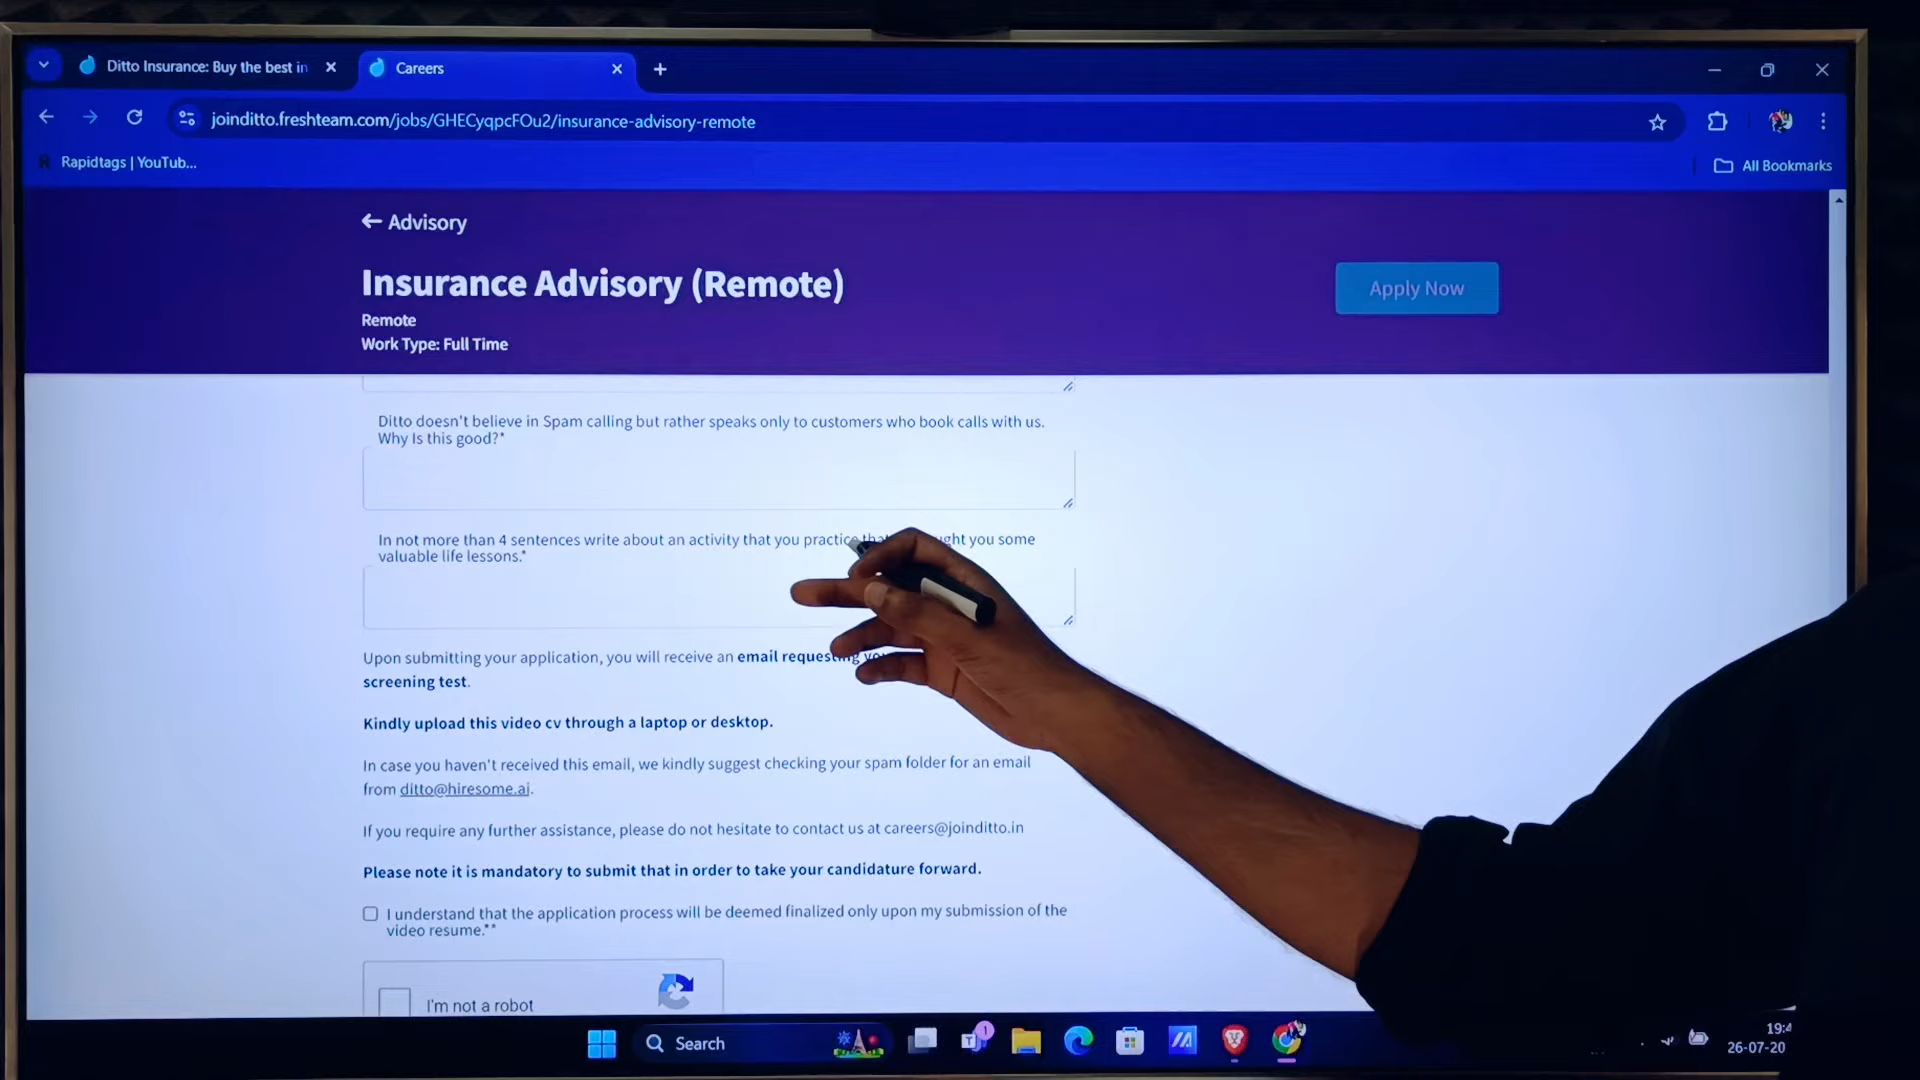 Ditto Insurance: Buy the best in
Careers
joinditto.freshteam.com/jobs/GHECyqpcFOu2/insurance-advisory-remote
Rapidtags | YouTub...
All Bookmarks
Advisory
Insurance Advisory (Remote)
Apply Now
Remote
Work Type: Full Time
Ditto doesn't believe in Spam calling but rather speaks only to customers who book calls with us.
Why Is this good?*
In not more than 4 sentences write about an activity that you practice you some
valuable life lessons.*
Upon submitting your application, you will receive an email requesting
screening test.
Kindly upload this video cv through a laptop or desktop.
In case you haven't received this email, we kindly suggest checking your spam folder for an email
from ditto@hiresome.ai.
If you require any further assistance, please do not hesitate to contact us at careers@joinditto.in
Please note it is mandatory to submit that in order to take your candidature forward.
I understand that the application process will be deemed finalized only upon my submission of the
video resume.**
I'm not a robot
Search
1
19:4
26-07-20